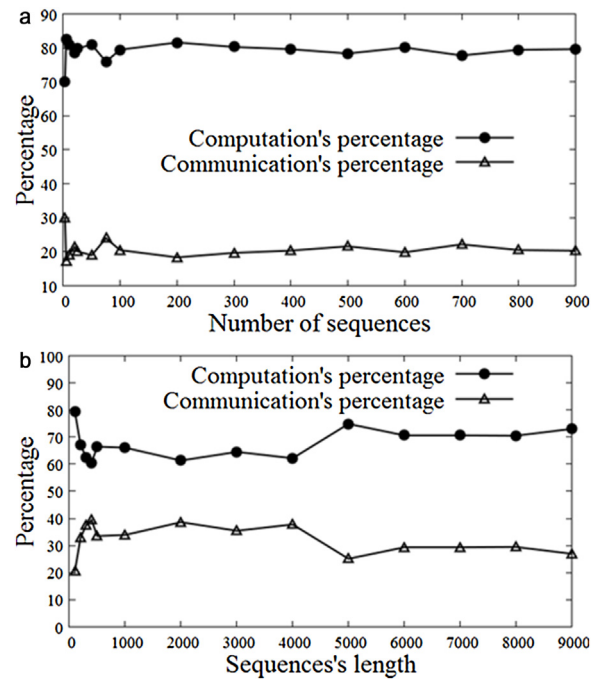 a
90
80
70
60
50
40
30
20
10
Percentage
Computation's percentage
Communication's percentage
0 100 200 300 400 500 600 700 800 900
Number of sequences
b
100
90
80
70
60
50
40
30
20
10
0
Percentage
Computation's percentage
Communication's percentage
0 1000 2000 3000 4000 5000 6000 7000 8000 9000
Sequences's length